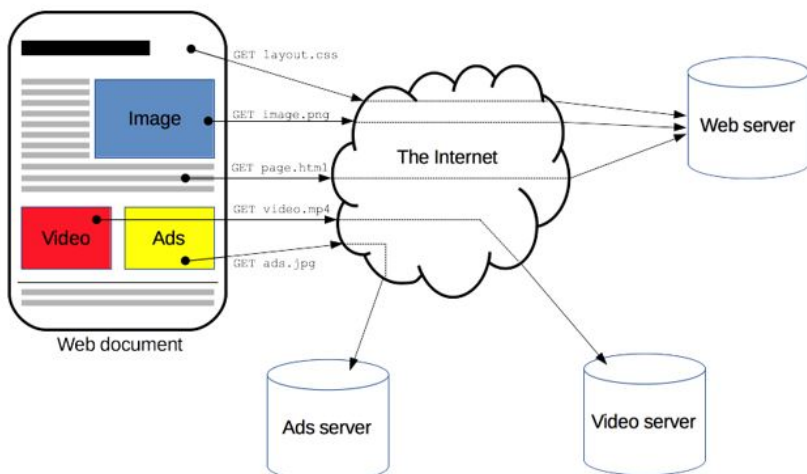 GET layout.css
Image
GET image.png
Web server
The Internet
GET page.html
GET video.mp4
Video
Ads
GET ads.jpg
Web document
Ads server
Video server